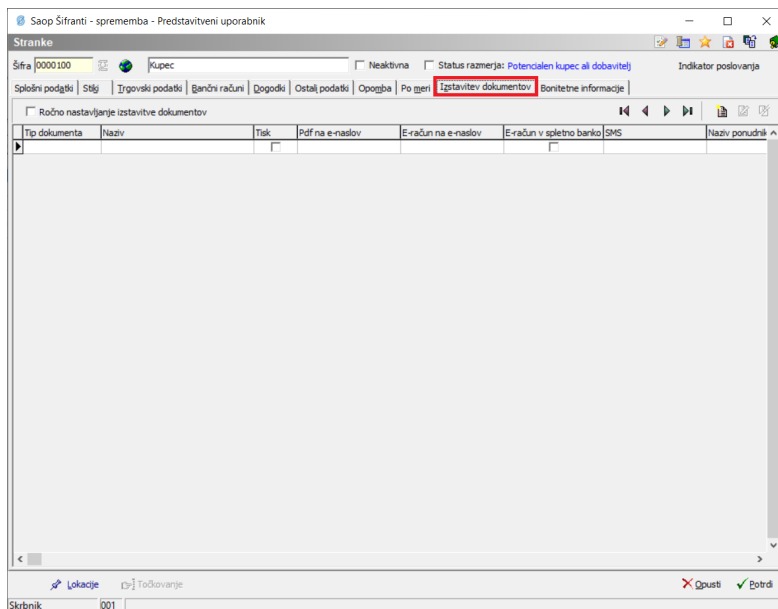 Saop Šifranti - sprememba - Predstavitveni uporabnik
Stranke
Šifra 0000100 Kupec Neaktivna Status razmerja: Potencialen kupec ali dobavitelj Indikator poslovanja
Splošni podatki Stiki Trgovski podatki Bančni računi Dogodki Ostali podatki Opomba Po meri Izstavitev dokumentov Bonitetne informacije
Ročno nastavljanje izstavitve dokumentov
Tip dokumenta Naziv Tisk Pdf na e-naslov E-račun na e-naslov E-račun v spletno banko SMS Naziv ponudnik
Lokacije Točkovanje Opusti Potrdi
Skrbnik 001